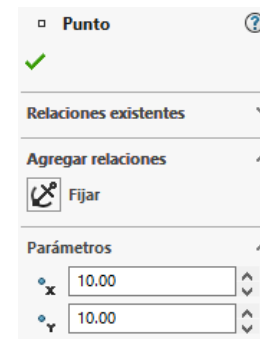 Punto
Relaciones existentes
Agregar relaciones
Fijar
Parámetros
X 10.00
Y 10.00